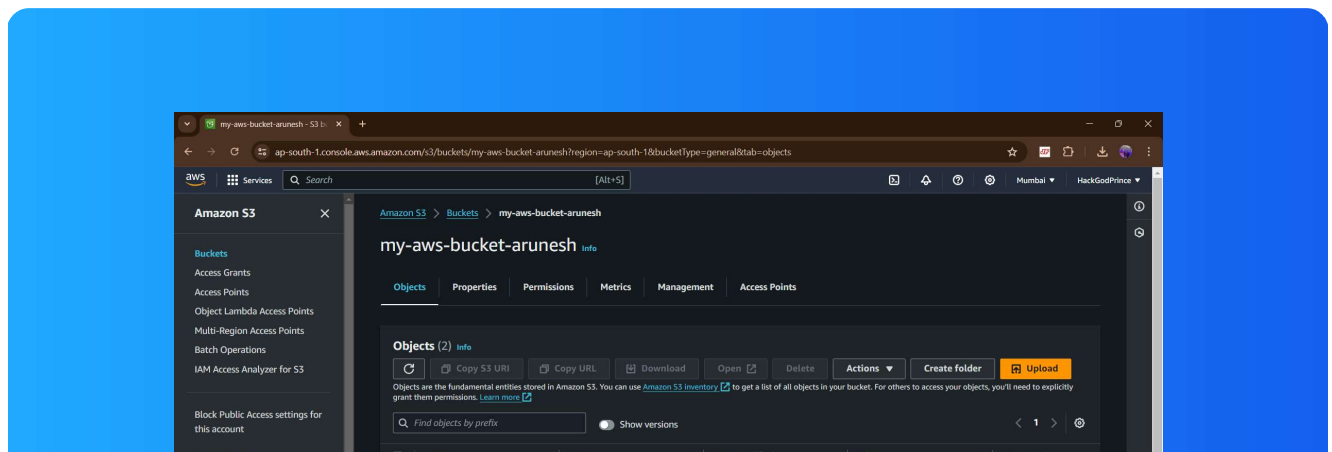 my-aws-bucket-arunesh - S3 b
ap-south-1.console.aws.amazon.com/s3/buckets/my-aws-bucket-arunesh?region=ap-south-1&bucketType=general&tab=objects
aws Services Search [Alt+S] Mumbai HackGodPrince
Amazon S3
Buckets
Access Grants
Access Points
Object Lambda Access Points
Multi-Region Access Points
Batch Operations
IAM Access Analyzer for S3
Block Public Access settings for
this account
Amazon S3 > Buckets > my-aws-bucket-arunesh
my-aws-bucket-arunesh Info
Objects Properties Permissions Metrics Management Access Points
Objects (2) Info
Copy S3 URI Copy URL Download Open Delete Actions Create folder Upload
Objects are the fundamental entities stored in Amazon S3. You can use Amazon S3 inventory to get a list of all objects in your bucket. For others to access your objects, you'll need to explicitly
grant them permissions. Learn more
Find objects by prefix Show versions < 1 >